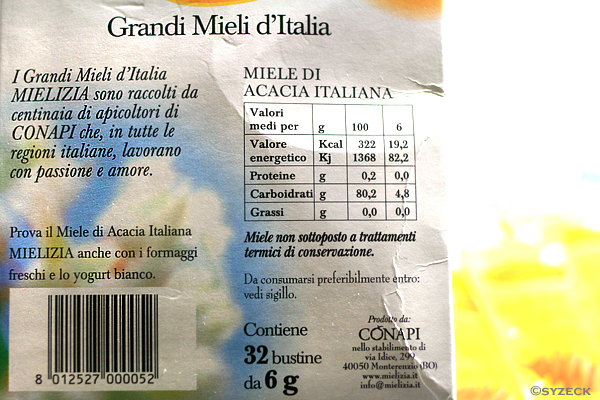 Grandi Mieli d'Italia
I Grandi Mieli d'Italia
MIELIZIA sono raccolti da
centinaia di apicoltori di
CONAPI che, in tutte le
regioni italiane, lavorano
con passione e amore.
Prova il Miele di Acacia Italiana
MIELIZIA anche con i formaggi
freschi e lo yogurt bianco.
8 012527 000052
MIELE DI
ACACIA ITALIANA
Valori
medi per g 100 6
Valore Kcal 322 19,2
energetico Kj 1368 82,2
Proteine g 0,2 0,0
Carboidrati g 80,2 4,8
Grassi g 0,0 0,0
Miele non sottoposto a trattamenti
termici di conservazione.
Da consumarsi preferibilmente entro:
vedi sigillo.
Contiene
32 bustine
da 6 g
Prodotto da:
CONAPI
nello stabilimento di
via Idice, 299
40050 Monterenzio (BO)
www.mielizia.it
info@mielizia.it
©SYZECK